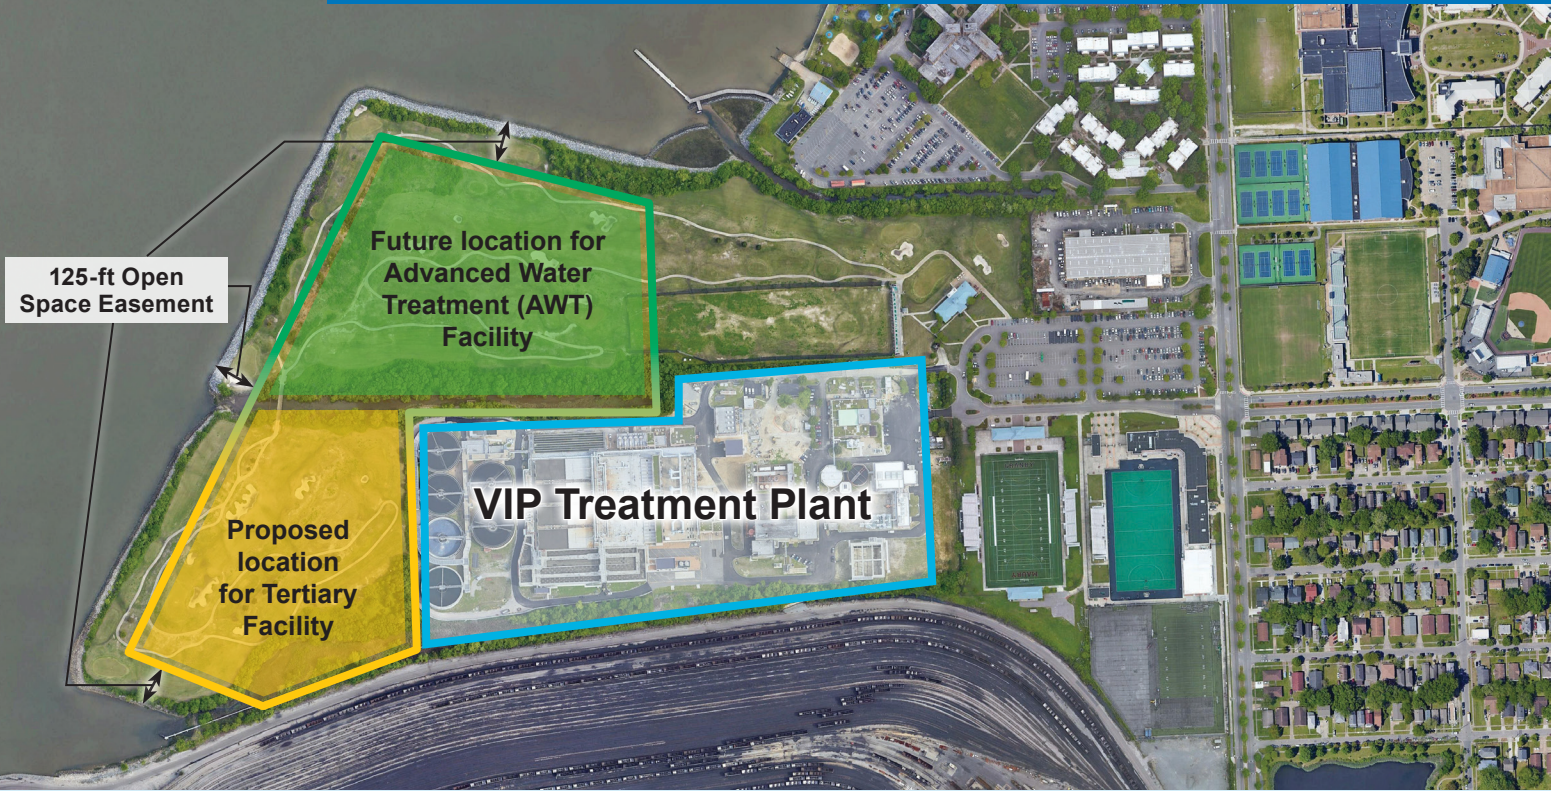 125-ft Open
Space Easement
Future location for
Advanced Water
Treatment (AWT)
Facility
VIP Treatment Plant
Proposed
location
for Tertiary
Facility